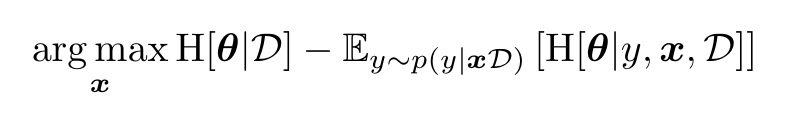 arg max H[𝜽|𝒟] − 𝔼_{y∼p(y|𝒙𝒟)} [H[𝜽|y, 𝒙, 𝒟]]
𝒙